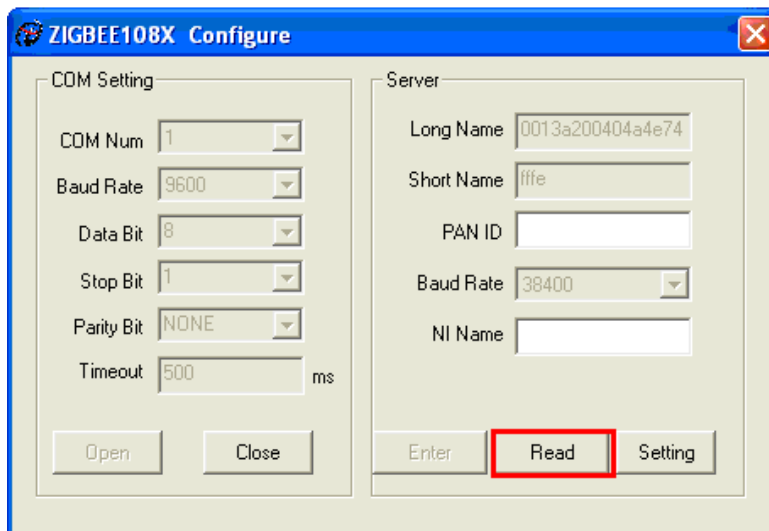 ZIGBEE108X Configure
COM Setting
COM Num 1
Baud Rate 9600
Data Bit 8
Stop Bit 1
Parity Bit NONE
Timeout 500 ms
Open Close
Server
Long Name 0013a200404a4e74
Short Name fffe
PAN ID
Baud Rate 38400
NI Name
Enter Read Setting